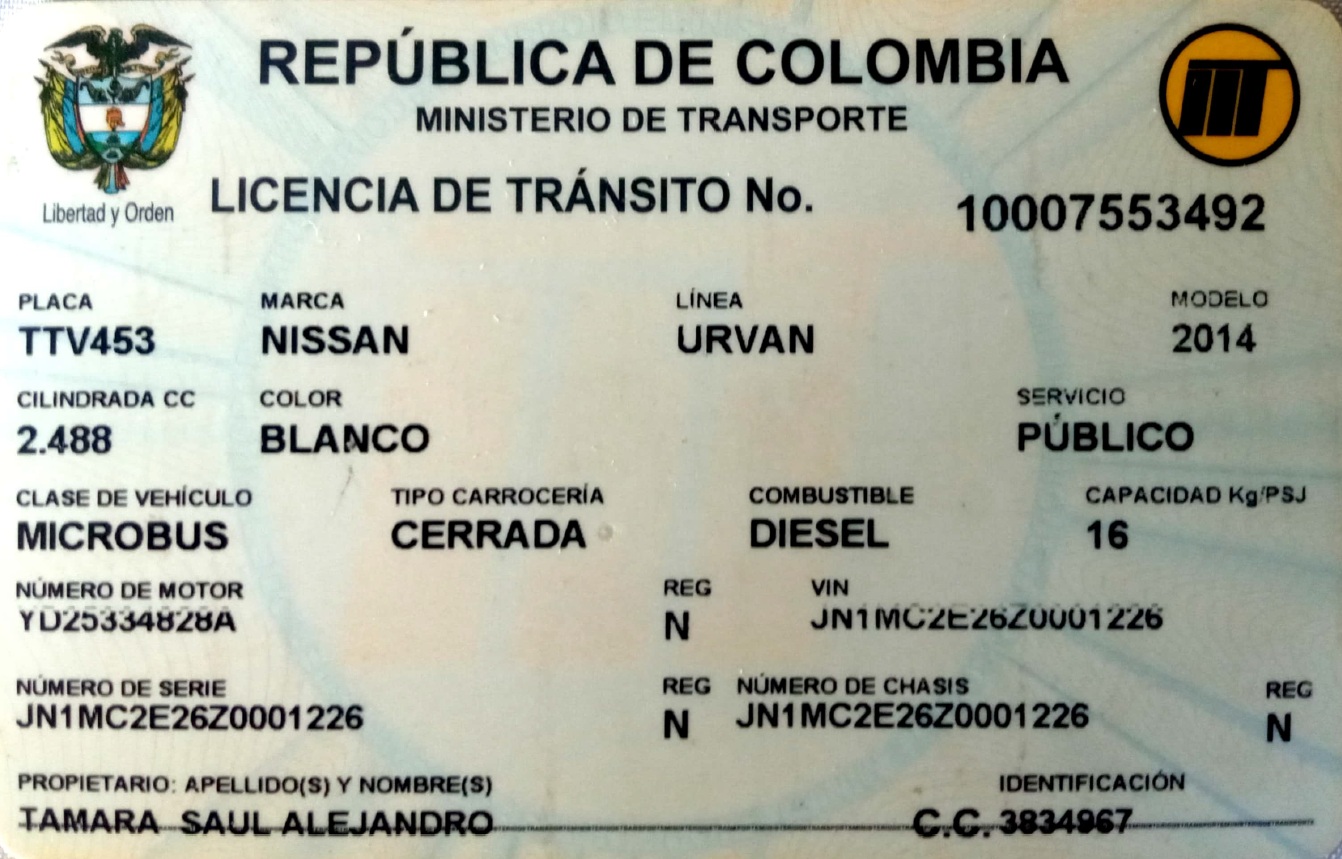 REPÚBLICA DE COLOMBIA
MINISTERIO DE TRANSPORTE
Libertad y Orden
LICENCIA DE TRÁNSITO No. 10007553492
PLACA MARCA LÍNEA MODELO
TTV453 NISSAN URVAN 2014
CILINDRADA CC COLOR SERVICIO
2.488 BLANCO PÚBLICO
CLASE DE VEHÍCULO TIPO CARROCERÍA COMBUSTIBLE CAPACIDAD Kg/PSJ
MICROBUS CERRADA DIESEL 16
NÚMERO DE MOTOR REG VIN
YD25334828A N JN1MC2E26Z0001226
NÚMERO DE SERIE REG NÚMERO DE CHASIS REG
JN1MC2E26Z0001226 N JN1MC2E26Z0001226 N
PROPIETARIO: APELLIDO(S) Y NOMBRE(S) IDENTIFICACIÓN
TAMARA SAUL ALEJANDRO C.C. 3834967